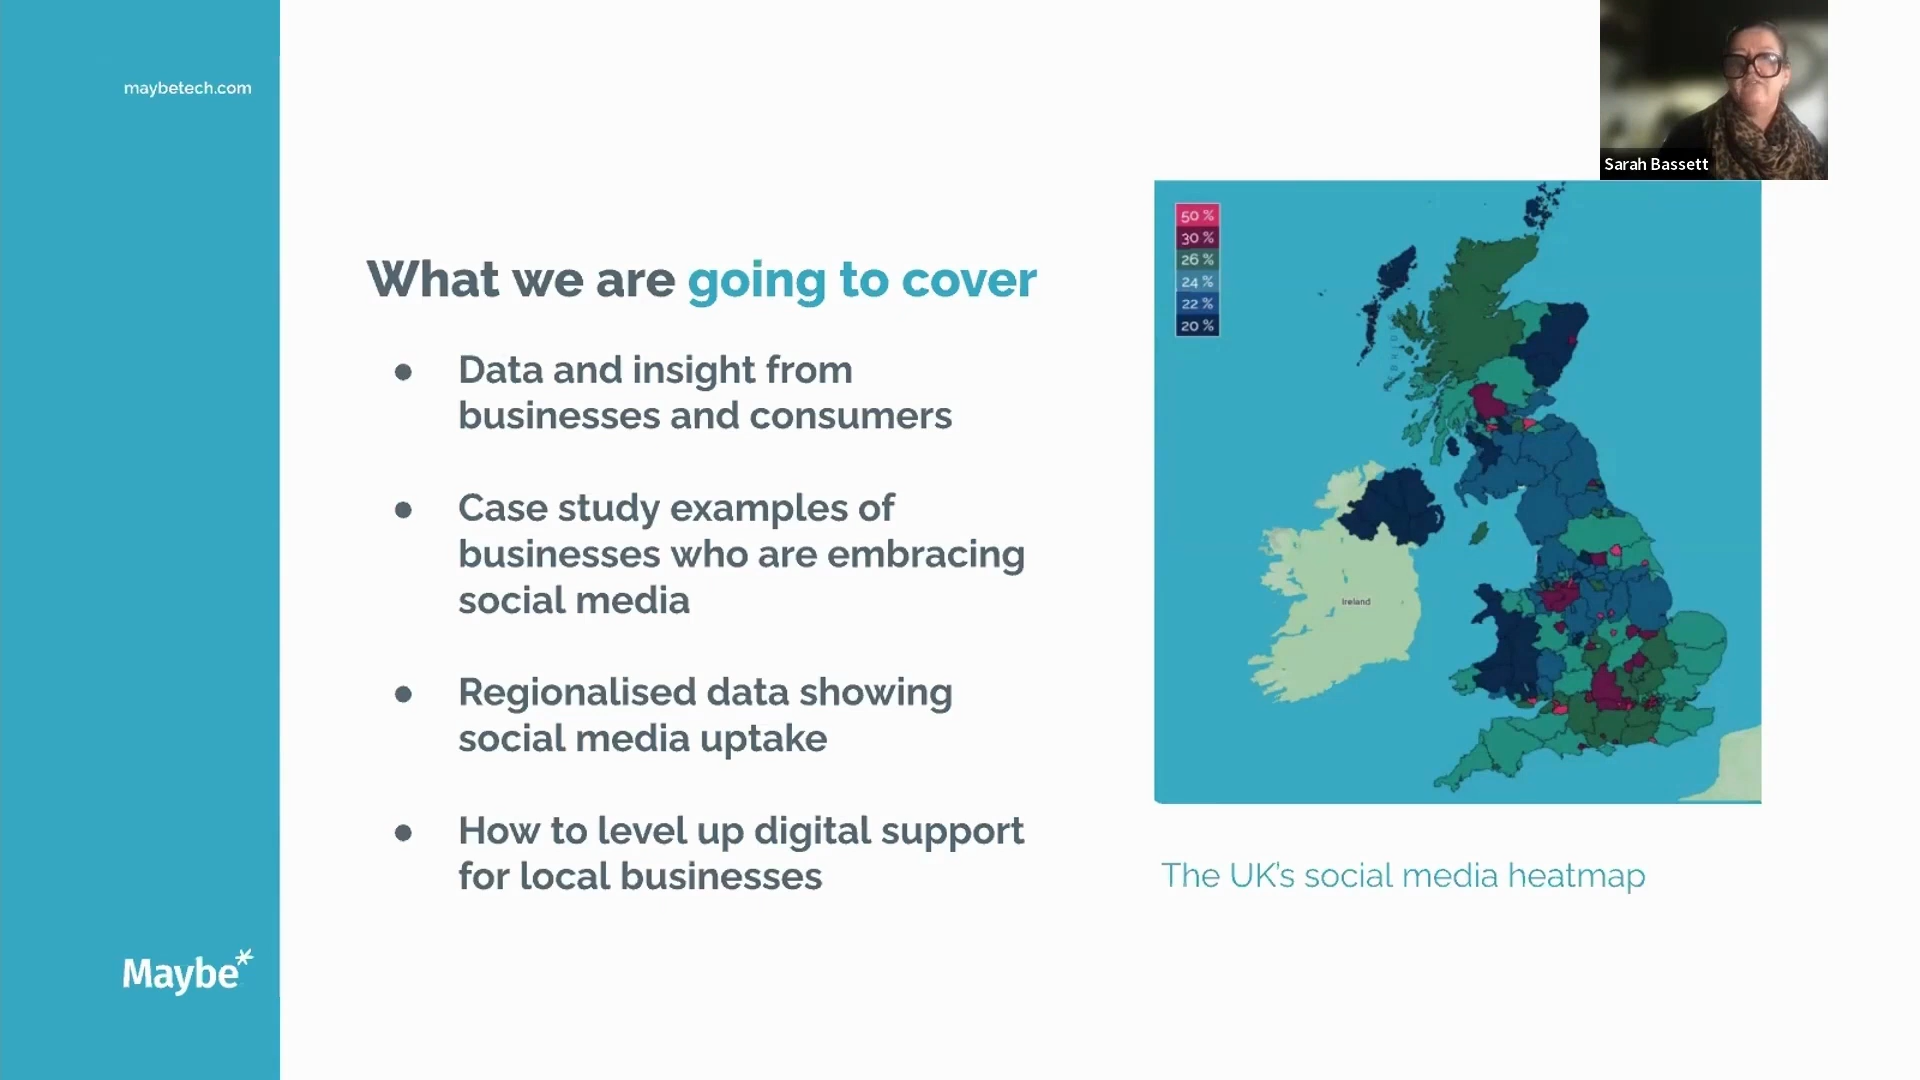 maybetech.com
Sarah Bassett
What we are going to cover
● Data and insight from
businesses and consumers
● Case study examples of
businesses who are embracing
social media
● Regionalised data showing
social media uptake
● How to level up digital support
for local businesses
50 %
30 %
26 %
24 %
22 %
20 %
Ireland
The UK's social media heatmap
Maybe*